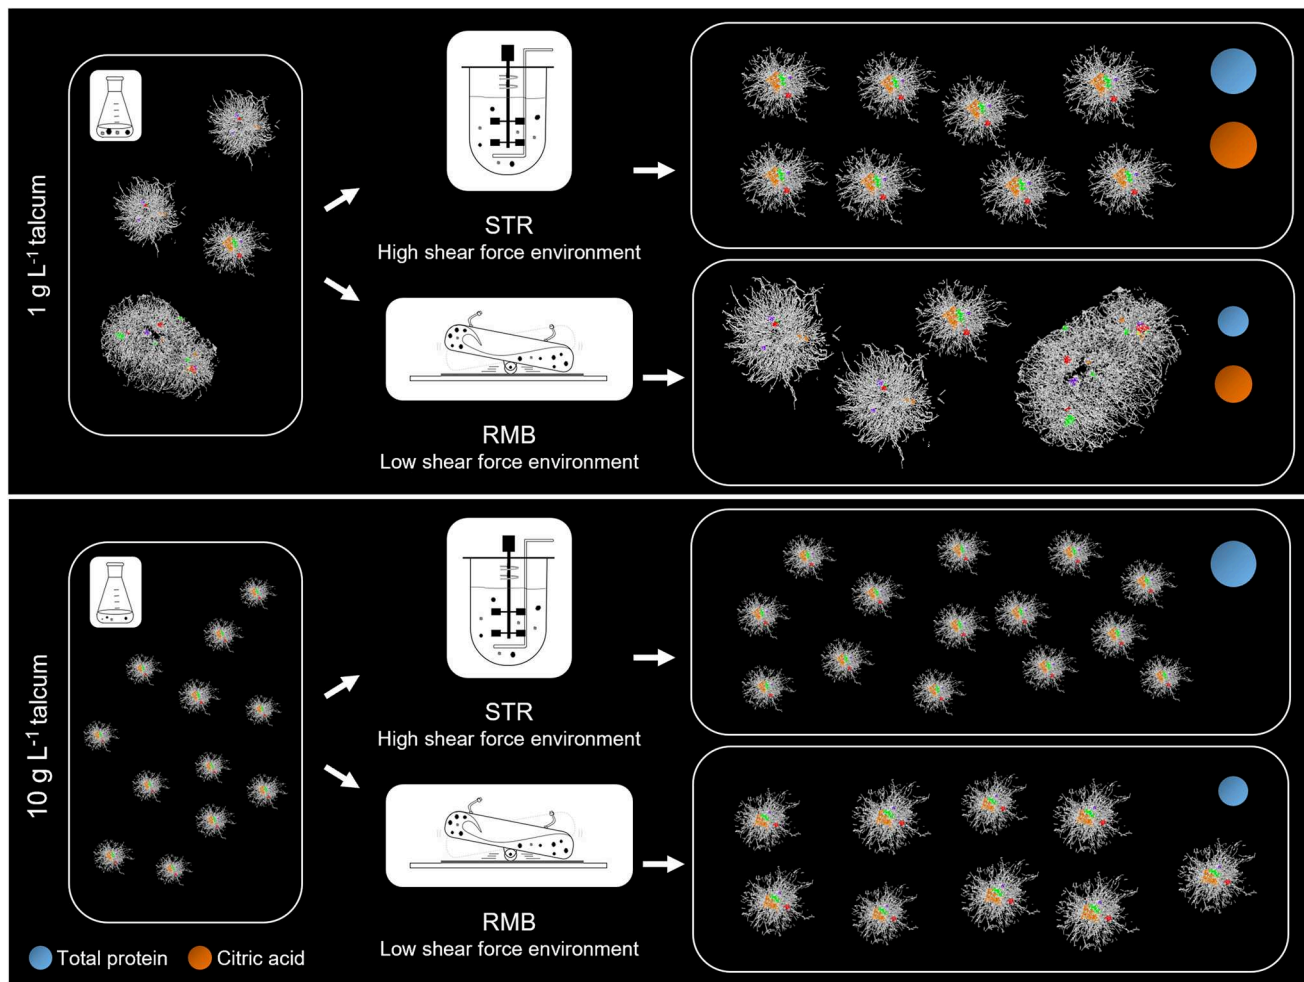 1 g L⁻¹ talcum
STR
High shear force environment
RMB
Low shear force environment
10 g L⁻¹ talcum
STR
High shear force environment
RMB
Low shear force environment
Total protein
Citric acid